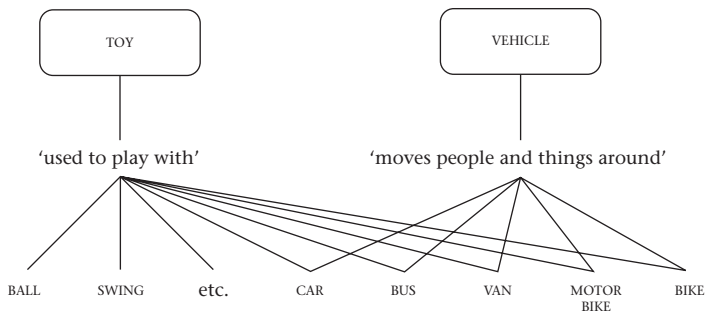 TOY VEHICLE
‘used to play with’ ‘moves people and things around’
BALL SWING etc. CAR BUS VAN MOTOR BIKE
BIKE